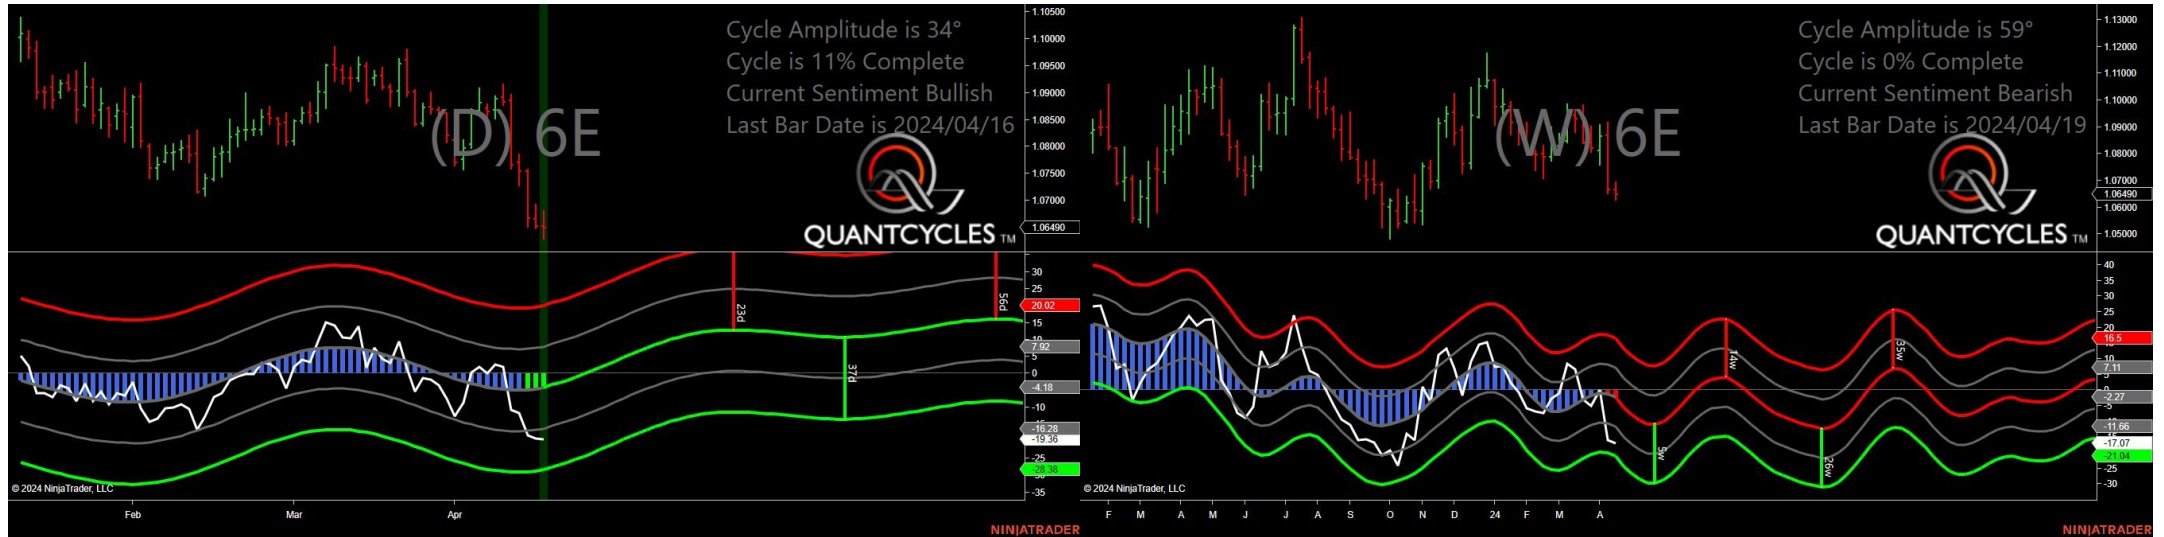 Cycle Amplitude is 34°
Cycle is 11% Complete
Current Sentiment Bullish
Last Bar Date is 2024/04/16
(D) 6E
QUANTCYCLES TM
1.10500
1.10000
1.09500
1.09000
1.08500
1.08000
1.07500
1.07000
1.06490
30
25
20.02
15
7.92
5
0
-4.18
-10
-16.28
-19.36
-25
-28.38
-35
23d
37d
56d
© 2024 NinjaTrader, LLC
Feb Mar Apr
NINJATRADER
Cycle Amplitude is 59°
Cycle is 0% Complete
Current Sentiment Bearish
Last Bar Date is 2024/04/19
(W) 6E
QUANTCYCLES TM
1.13000
1.12000
1.11000
1.10000
1.09000
1.08000
1.07000
1.06490
1.06000
1.05000
40
35
30
25
20
16.5
10
7.11
0
-2.27
-5
-11.66
-17.07
-21.04
-25
-30
5w
14w
26w
35w
© 2024 NinjaTrader, LLC
F M A M J J A S O N D 24 F M A
NINJATRADER